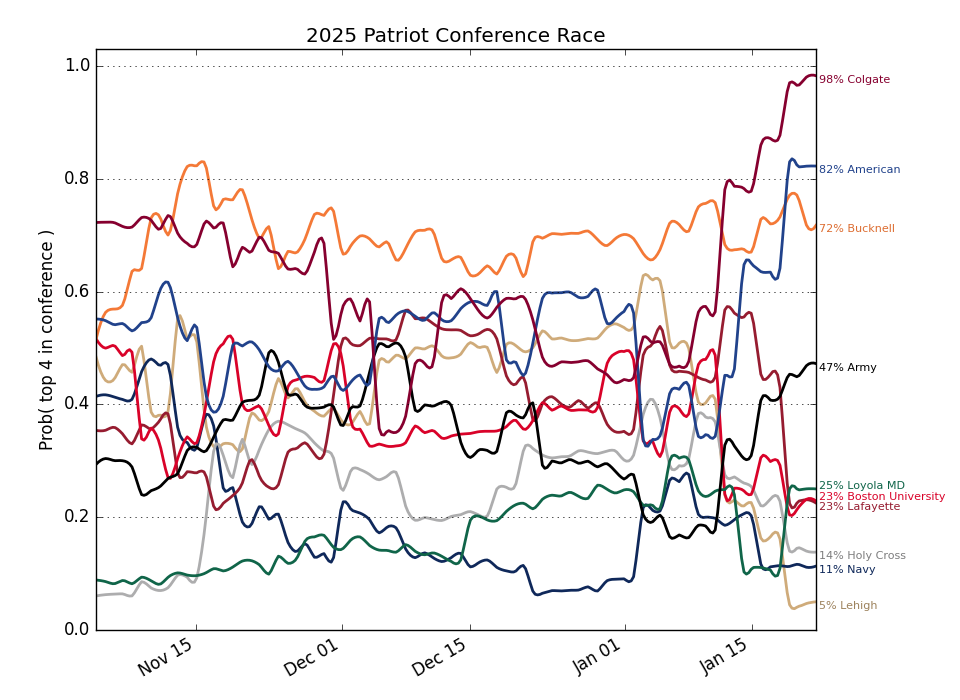 2025 Patriot Conference Race
Prob( top 4 in conference )
1.0
0.8
0.6
0.4
0.2
0.0
Nov 15
Dec 01
Dec 15
Jan 01
Jan 15
98% Colgate
82% American
72% Bucknell
47% Army
25% Loyola MD
23% Boston University
23% Lafayette
14% Holy Cross
11% Navy
5% Lehigh